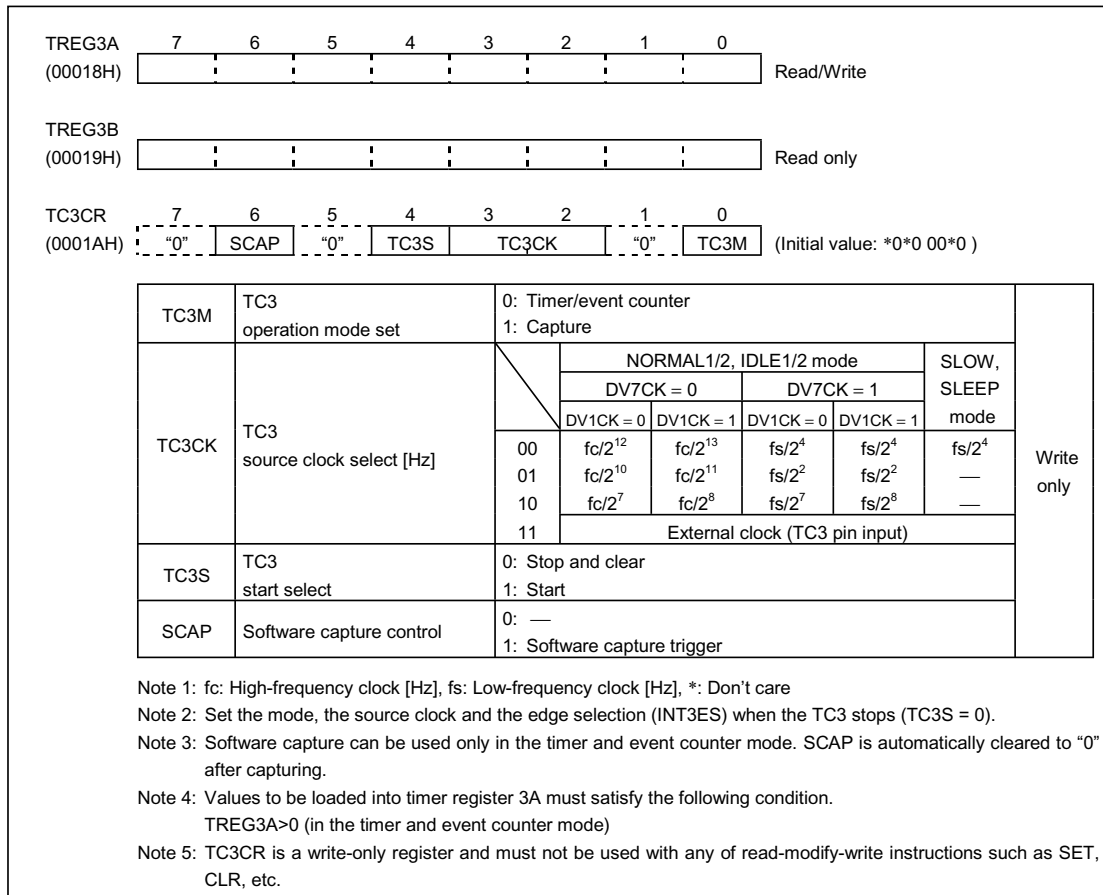 TREG3A 7 6 5 4 3 2 1 0
(00018H) Read/Write
TREG3B
(00019H) Read only
TC3CR 7 6 5 4 3 2 1 0
(0001AH) “0” SCAP “0” TC3S TC3CK “0” TC3M (Initial value: *0*0 00*0 )
TC3M TC3 operation mode set 0: Timer/event counter
1: Capture
TC3CK TC3 source clock select [Hz] NORMAL1/2, IDLE1/2 mode SLOW, SLEEP mode
DV7CK = 0 DV7CK = 1
DV1CK = 0 DV1CK = 1 DV1CK = 0 DV1CK = 1
00 fc/2^12 fc/2^13 fs/2^4 fs/2^4 fs/2^4
01 fc/2^10 fc/2^11 fs/2^2 fs/2^2 —
10 fc/2^7 fc/2^8 fs/2^7 fs/2^8 —
11 External clock (TC3 pin input)
TC3S TC3 start select 0: Stop and clear
1: Start
SCAP Software capture control 0: —
1: Software capture trigger
Write only
Note 1: fc: High-frequency clock [Hz], fs: Low-frequency clock [Hz], *: Don’t care
Note 2: Set the mode, the source clock and the edge selection (INT3ES) when the TC3 stops (TC3S = 0).
Note 3: Software capture can be used only in the timer and event counter mode. SCAP is automatically cleared to “0”
after capturing.
Note 4: Values to be loaded into timer register 3A must satisfy the following condition.
TREG3A>0 (in the timer and event counter mode)
Note 5: TC3CR is a write-only register and must not be used with any of read-modify-write instructions such as SET,
CLR, etc.